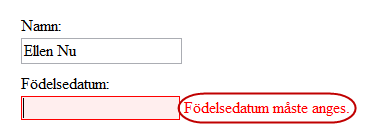 Namn:
Ellen Nu
Födelsedatum:
Födelsedatum måste anges.